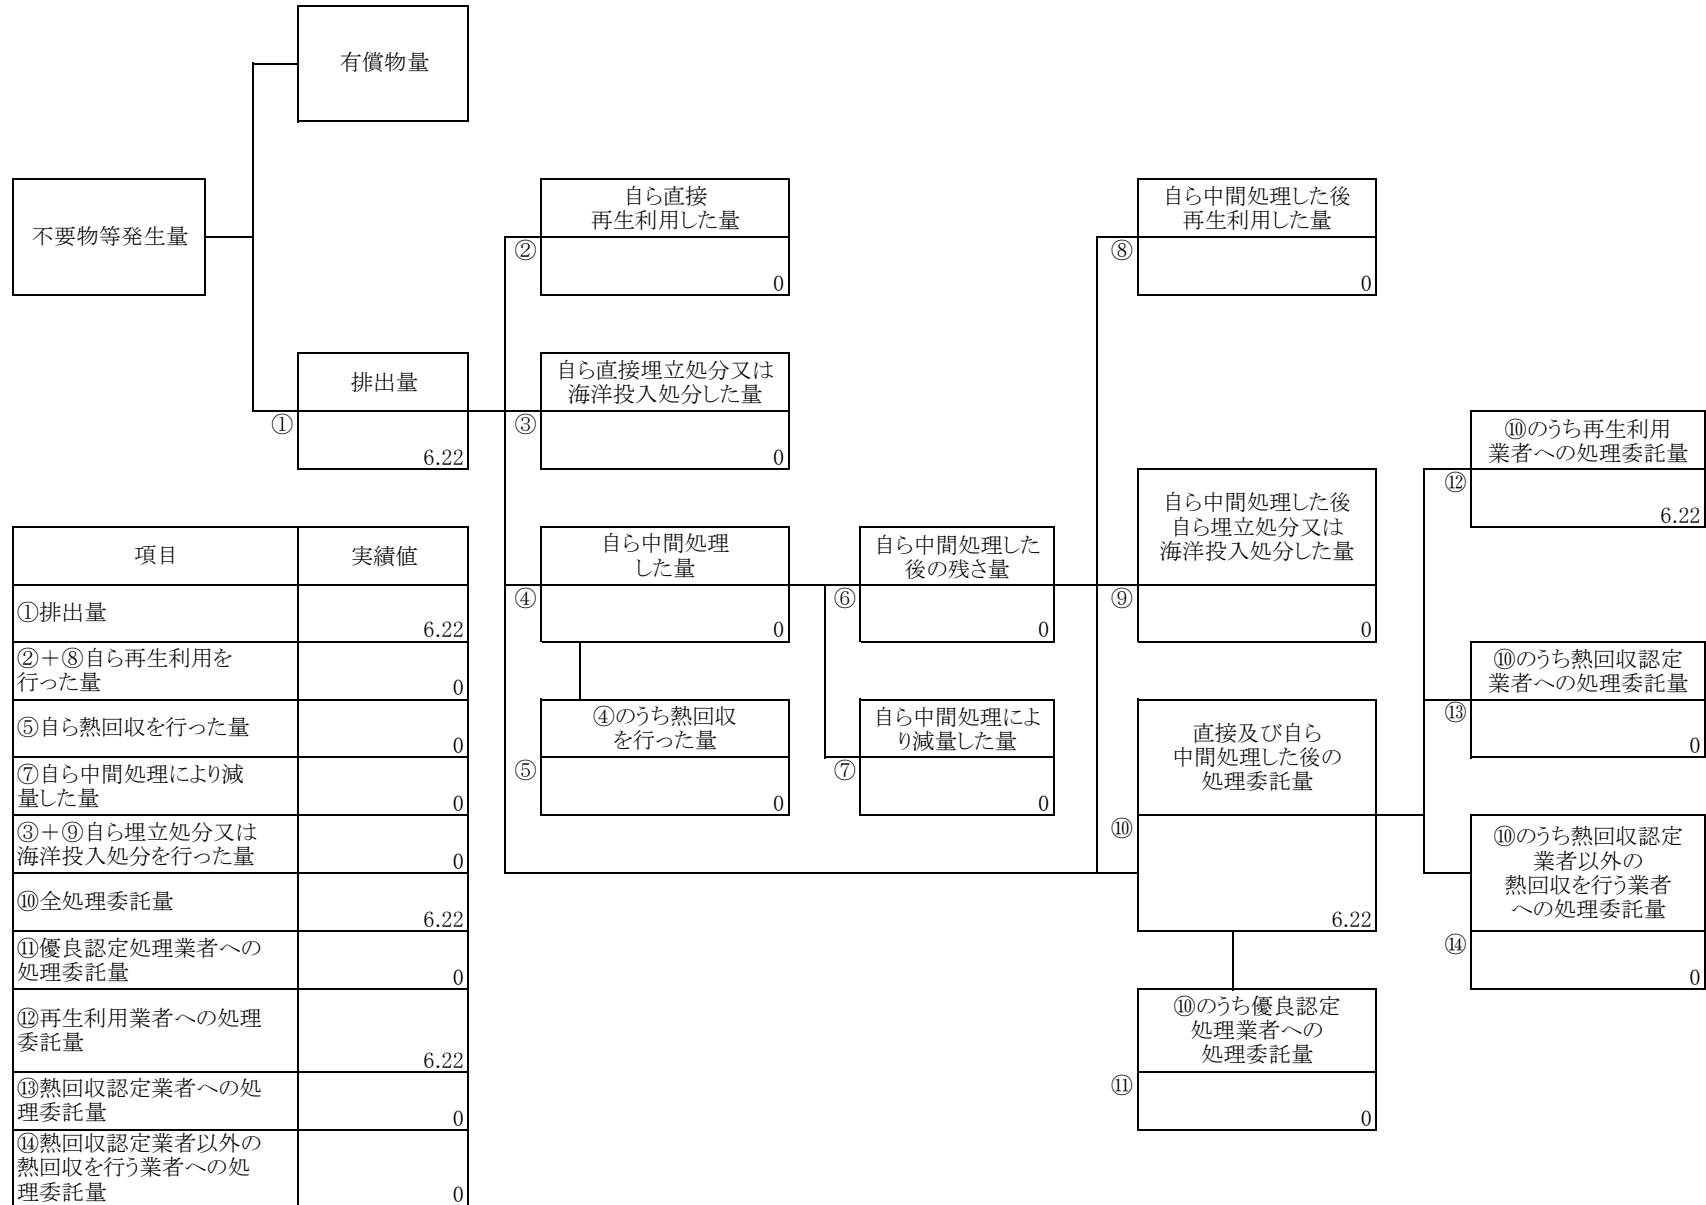 有償物量
不要物等発生量
自ら直接
再生利用した量
②
0
自ら中間処理した後
再生利用した量
⑧
0
排出量
①
6.22
自ら直接埋立処分又は
海洋投入処分した量
③
0
⑩のうち再生利用
業者への処理委託量
⑫
6.22
自ら中間処理
した量
④
0
自ら中間処理した
後の残さ量
⑥
0
自ら中間処理した後
自ら埋立処分又は
海洋投入処分した量
⑨
0
⑩のうち熱回収認定
業者への処理委託量
⑬
0
④のうち熱回収
を行った量
⑤
0
自ら中間処理によ
り減量した量
⑦
0
直接及び自ら
中間処理した後の
処理委託量
⑩
6.22
⑩のうち熱回収認定
業者以外の
熱回収を行う業者
への処理委託量
⑭
0
⑩のうち優良認定
処理業者への
処理委託量
⑪
0
項目 実績値
①排出量
6.22
②+⑧自ら再生利用を
行った量
0
⑤自ら熱回収を行った量
0
⑦自ら中間処理により減
量した量
0
③+⑨自ら埋立処分又は
海洋投入処分を行った量
0
⑩全処理委託量
6.22
⑪優良認定処理業者への
処理委託量
0
⑫再生利用業者への処理
委託量
6.22
⑬熱回収認定業者への処
理委託量
0
⑭熱回収認定業者以外の
熱回収を行う業者への処
理委託量
0